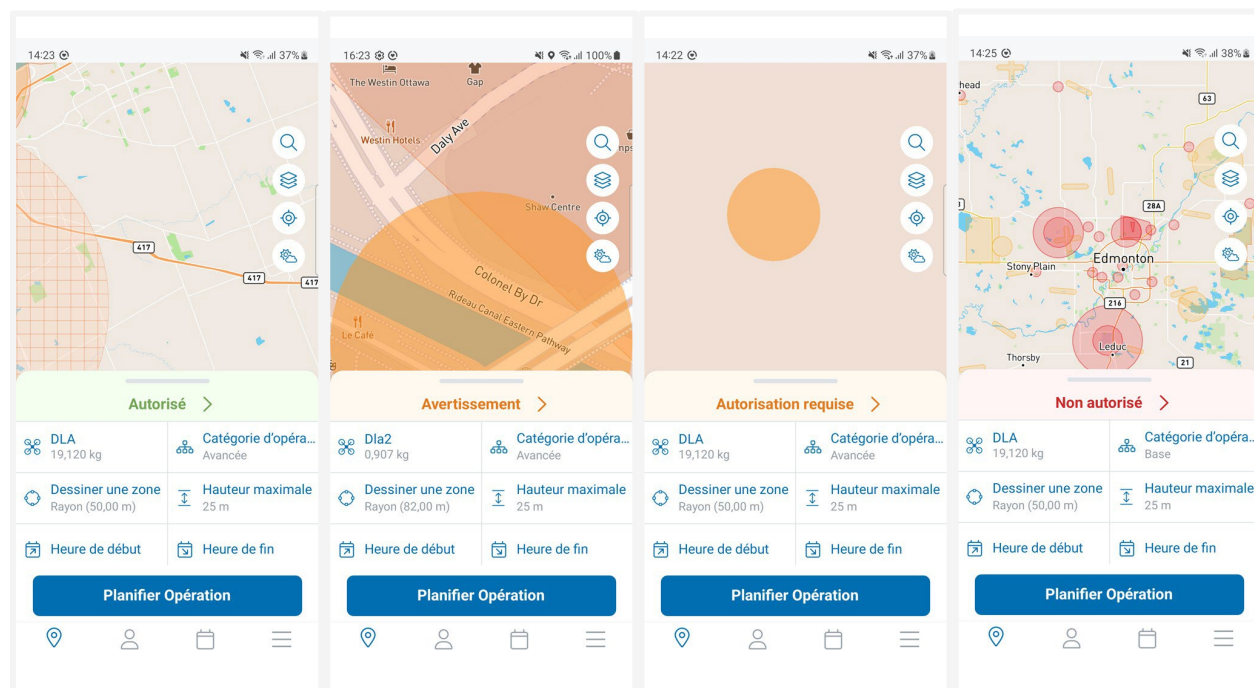 14:23
37%
417
417
417
Autorisé
DLA
19,120 kg
Catégorie d'opéra...
Avancée
Dessiner une zone
Rayon (50,00 m)
Hauteur maximale
25 m
Heure de début
Heure de fin
Planifier Opération
16:23
100%
The Westin Ottawa
Gap
Westin Hotels
Daly Ave
Shaw Centre
Colonel By Dr
Rideau Canal Eastern Pathway
Le Café
Avertissement
Dla2
0,907 kg
Catégorie d'opéra...
Avancée
Dessiner une zone
Rayon (82,00 m)
Hauteur maximale
25 m
Heure de début
Heure de fin
Planifier Opération
14:22
37%
Autorisation requise
DLA
19,120 kg
Catégorie d'opéra...
Avancée
Dessiner une zone
Rayon (50,00 m)
Hauteur maximale
25 m
Heure de début
Heure de fin
Planifier Opération
14:25
38%
head
63
28A
Stony Plain
Edmonton
216
Leduc
Thorsby
21
Non autorisé
DLA
19,120 kg
Catégorie d'opéra...
Base
Dessiner une zone
Rayon (50,00 m)
Hauteur maximale
25 m
Heure de début
Heure de fin
Planifier Opération